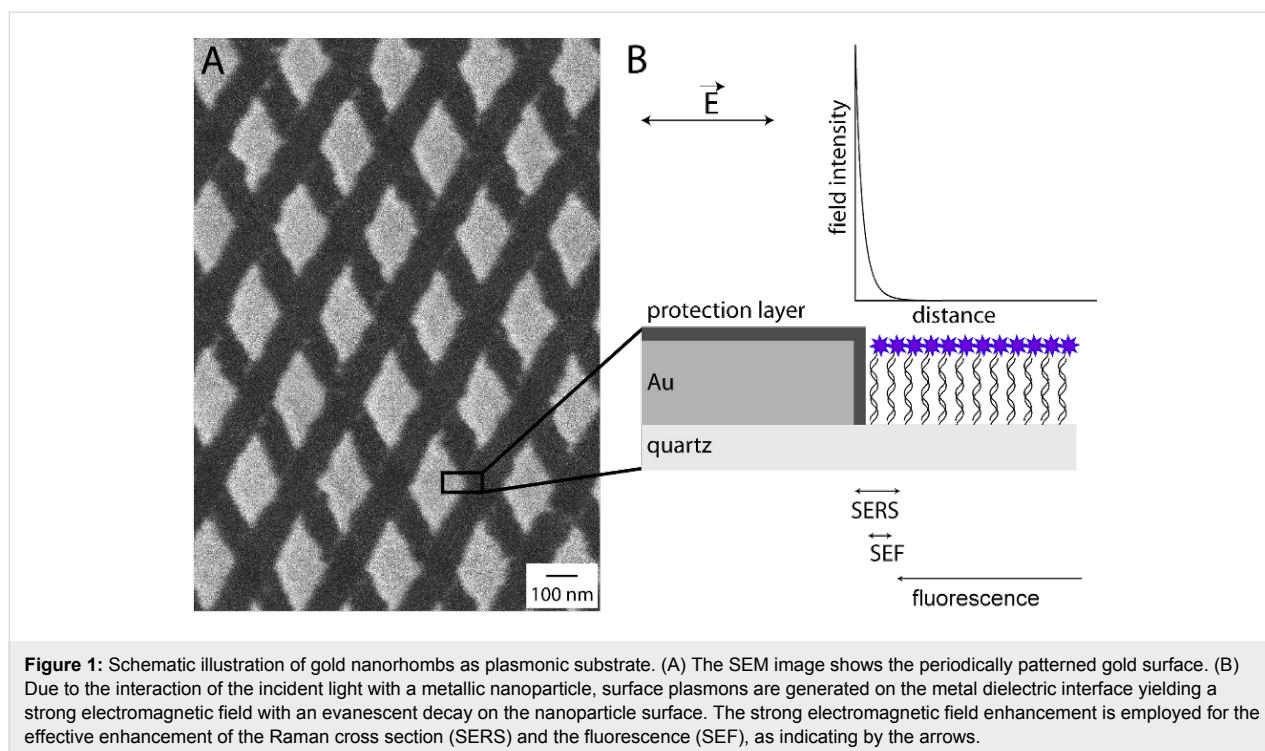 A
B
E
field intensity
distance
protection layer
Au
quartz
SERS
SEF
fluorescence
100 nm
Figure 1: Schematic illustration of gold nanorhombs as plasmonic substrate. (A) The SEM image shows the periodically patterned gold surface. (B)
Due to the interaction of the incident light with a metallic nanoparticle, surface plasmons are generated on the metal dielectric interface yielding a
strong electromagnetic field with an evanescent decay on the nanoparticle surface. The strong electromagnetic field enhancement is employed for the
effective enhancement of the Raman cross section (SERS) and the fluorescence (SEF), as indicating by the arrows.